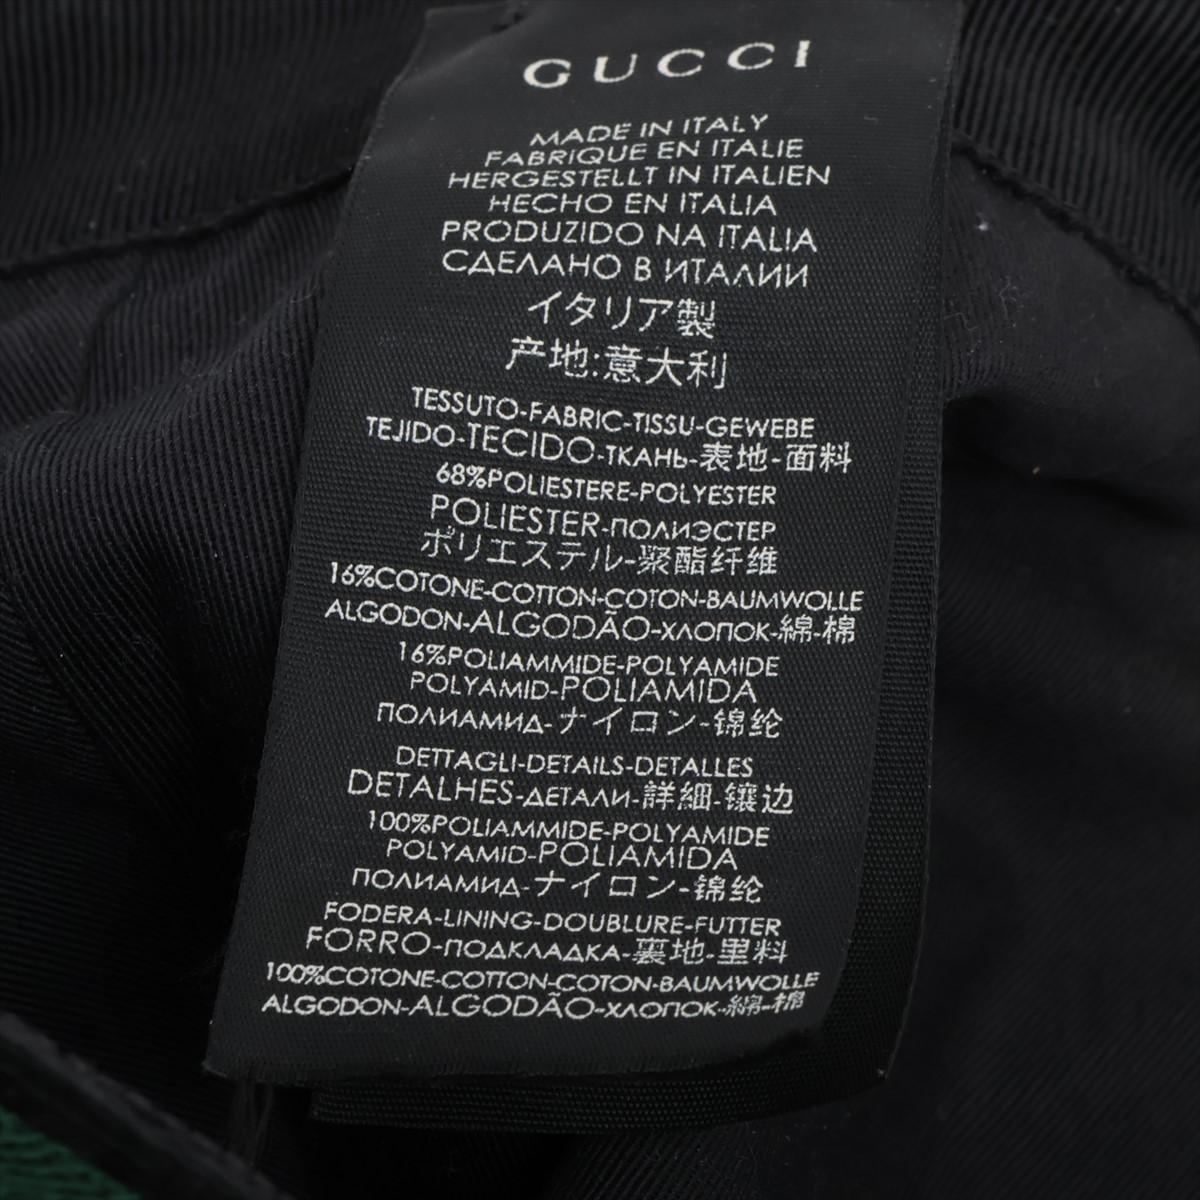 GUCCI
MADE IN ITALY
FABRIQUE EN ITALIE
HERGESTELLT IN ITALIEN
HECHO EN ITALIA
PRODUZIDO NA ITALIA
СДЕЛАНО В ИТАЛИИ
イタリア製
产地:意大利
TESSUTO-FABRIC-TISSU-GEWEBE
TEJIDO-TECIDO-ТКАНЬ-表地-面料
68%POLIESTERE-POLYESTER
POLIESTER-ПОЛИЭСТЕР
ポリエステル-聚酯纤维
16%COTONE-COTTON-COTON-BAUMWOLLE
ALGODON-ALGODÃO-ХЛОПОК-綿-棉
16%POLIAMMIDE-POLYAMIDE
POLYAMID-POLIAMIDA
ПОЛИАМИД-ナイロン-锦纶
DETTAGLI-DETAILS-DETALLES
DETALHES-ДЕТАЛИ-詳細-镶边
100%POLIAMMIDE-POLYAMIDE
POLYAMID-POLIAMIDA
ПОЛИАМИД-ナイロン-锦纶
FODERA-LINING-DOUBLURE-FUTTER
FORRO-ПОДКЛАДКА-裏地-里料
100%COTONE-COTTON-COTON-BAUMWOLLE
ALGODON-ALGODÃO-ХЛОПОК-綿-棉